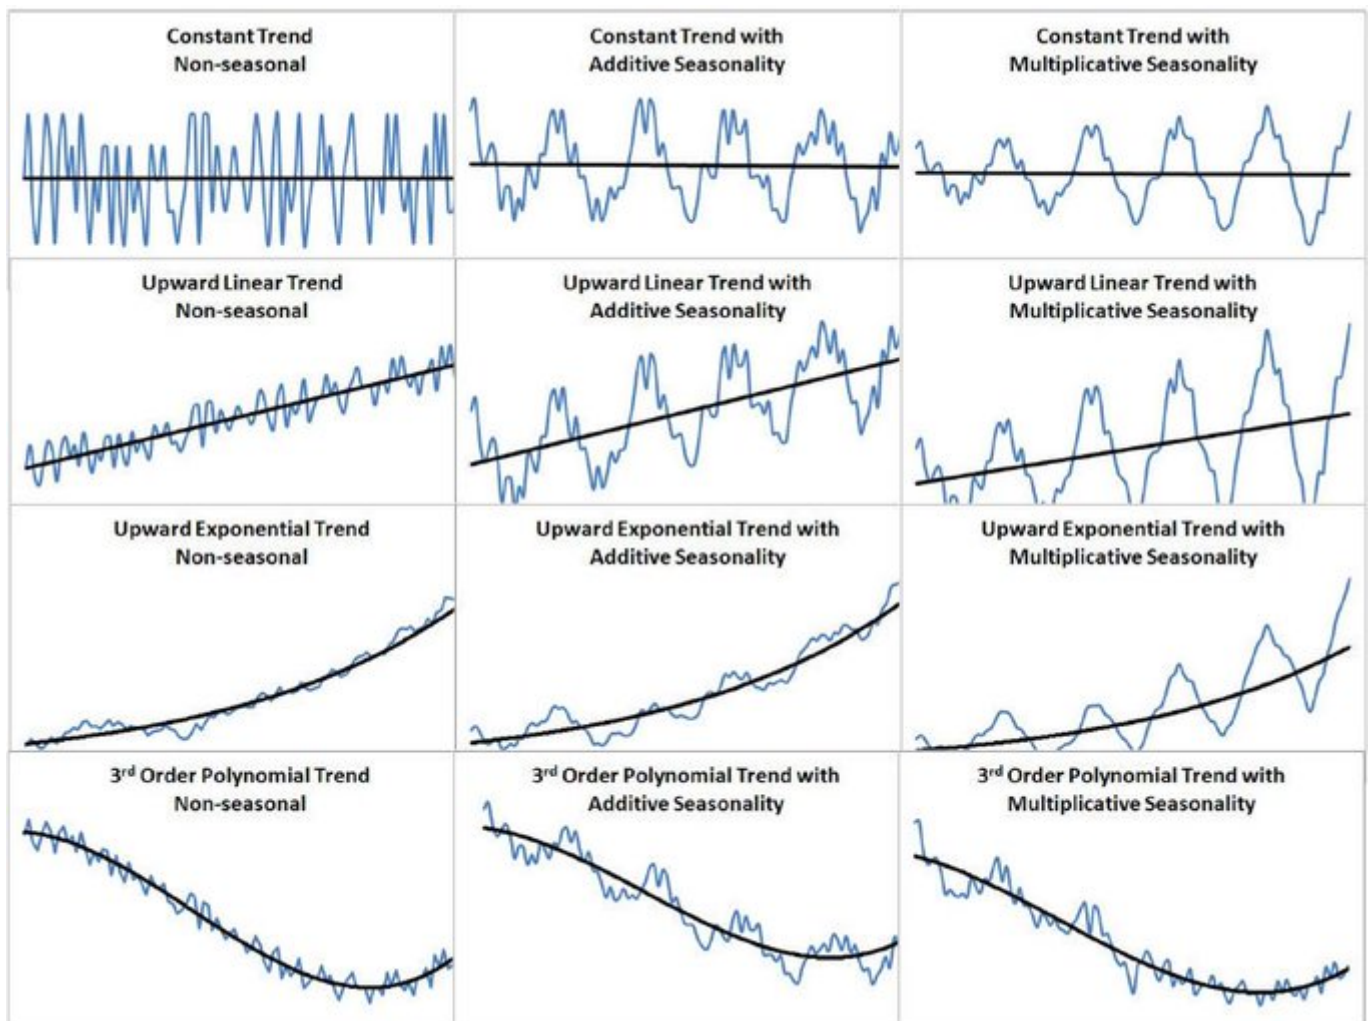 Constant Trend
Non-seasonal
Constant Trend with
Additive Seasonality
Constant Trend with
Multiplicative Seasonality
Upward Linear Trend
Non-seasonal
Upward Linear Trend with
Additive Seasonality
Upward Linear Trend with
Multiplicative Seasonality
Upward Exponential Trend
Non-seasonal
Upward Exponential Trend with
Additive Seasonality
Upward Exponential Trend with
Multiplicative Seasonality
3rd Order Polynomial Trend
Non-seasonal
3rd Order Polynomial Trend with
Additive Seasonality
3rd Order Polynomial Trend with
Multiplicative Seasonality